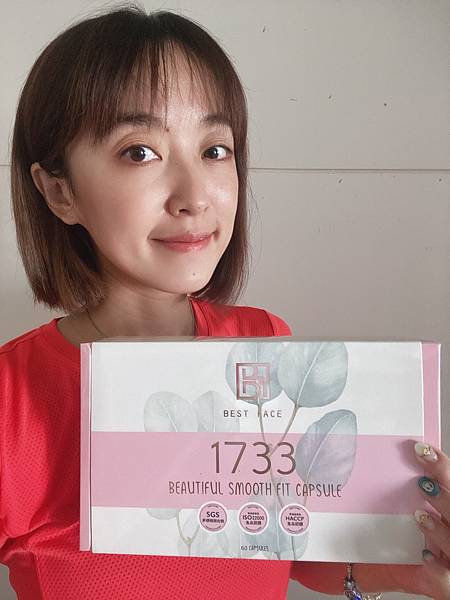 BEST FACE
1733
BEAUTIFUL SMOOTH FIT CAPSULE
SGS
ISO22000
HACCP
60 CAPSULES